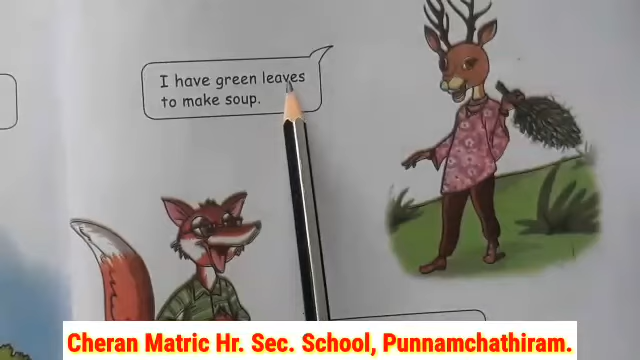 I have green leaves
to make soup.
Cheran Matric Hr. Sec. School, Punnamchathiram.